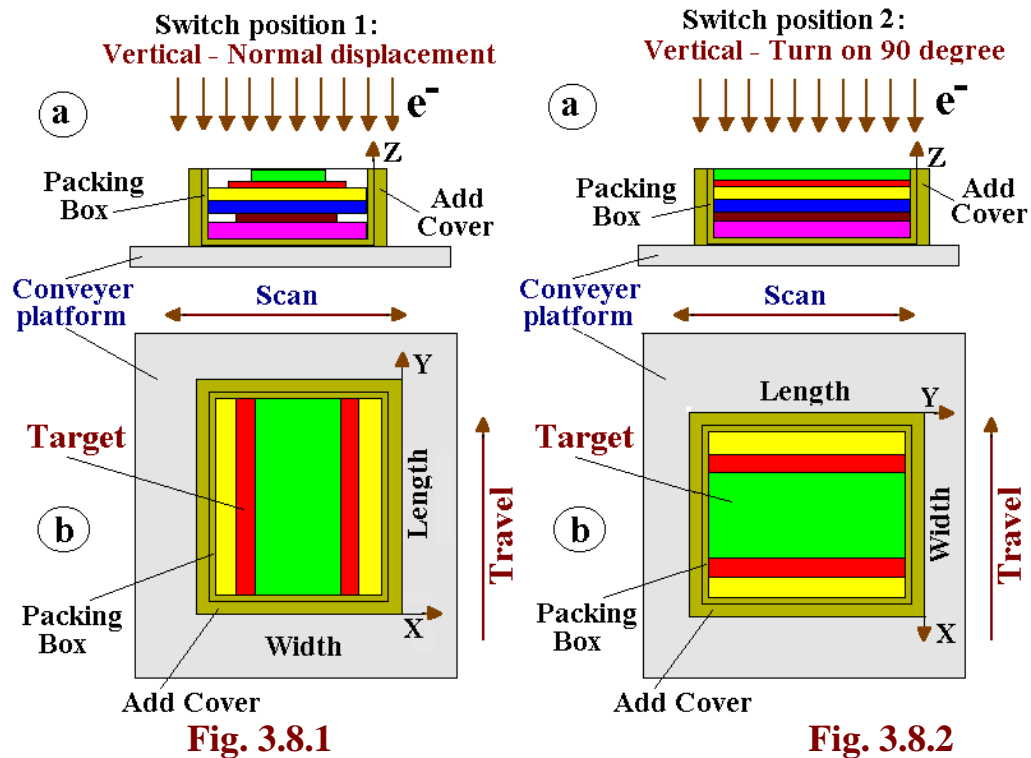 Switch position 1:
Vertical - Normal displacement
a
e-
Z
Packing
Box
Add
Cover
Conveyer
platform
Scan
Y
Target
Length
Travel
b
Packing
Box
X
Width
Add Cover
Fig. 3.8.1
Switch position 2:
Vertical - Turn on 90 degree
a
e-
Z
Packing
Box
Add
Cover
Conveyer
platform
Scan
Length
Y
Target
Width
Travel
b
Packing
Box
X
Add Cover
Fig. 3.8.2